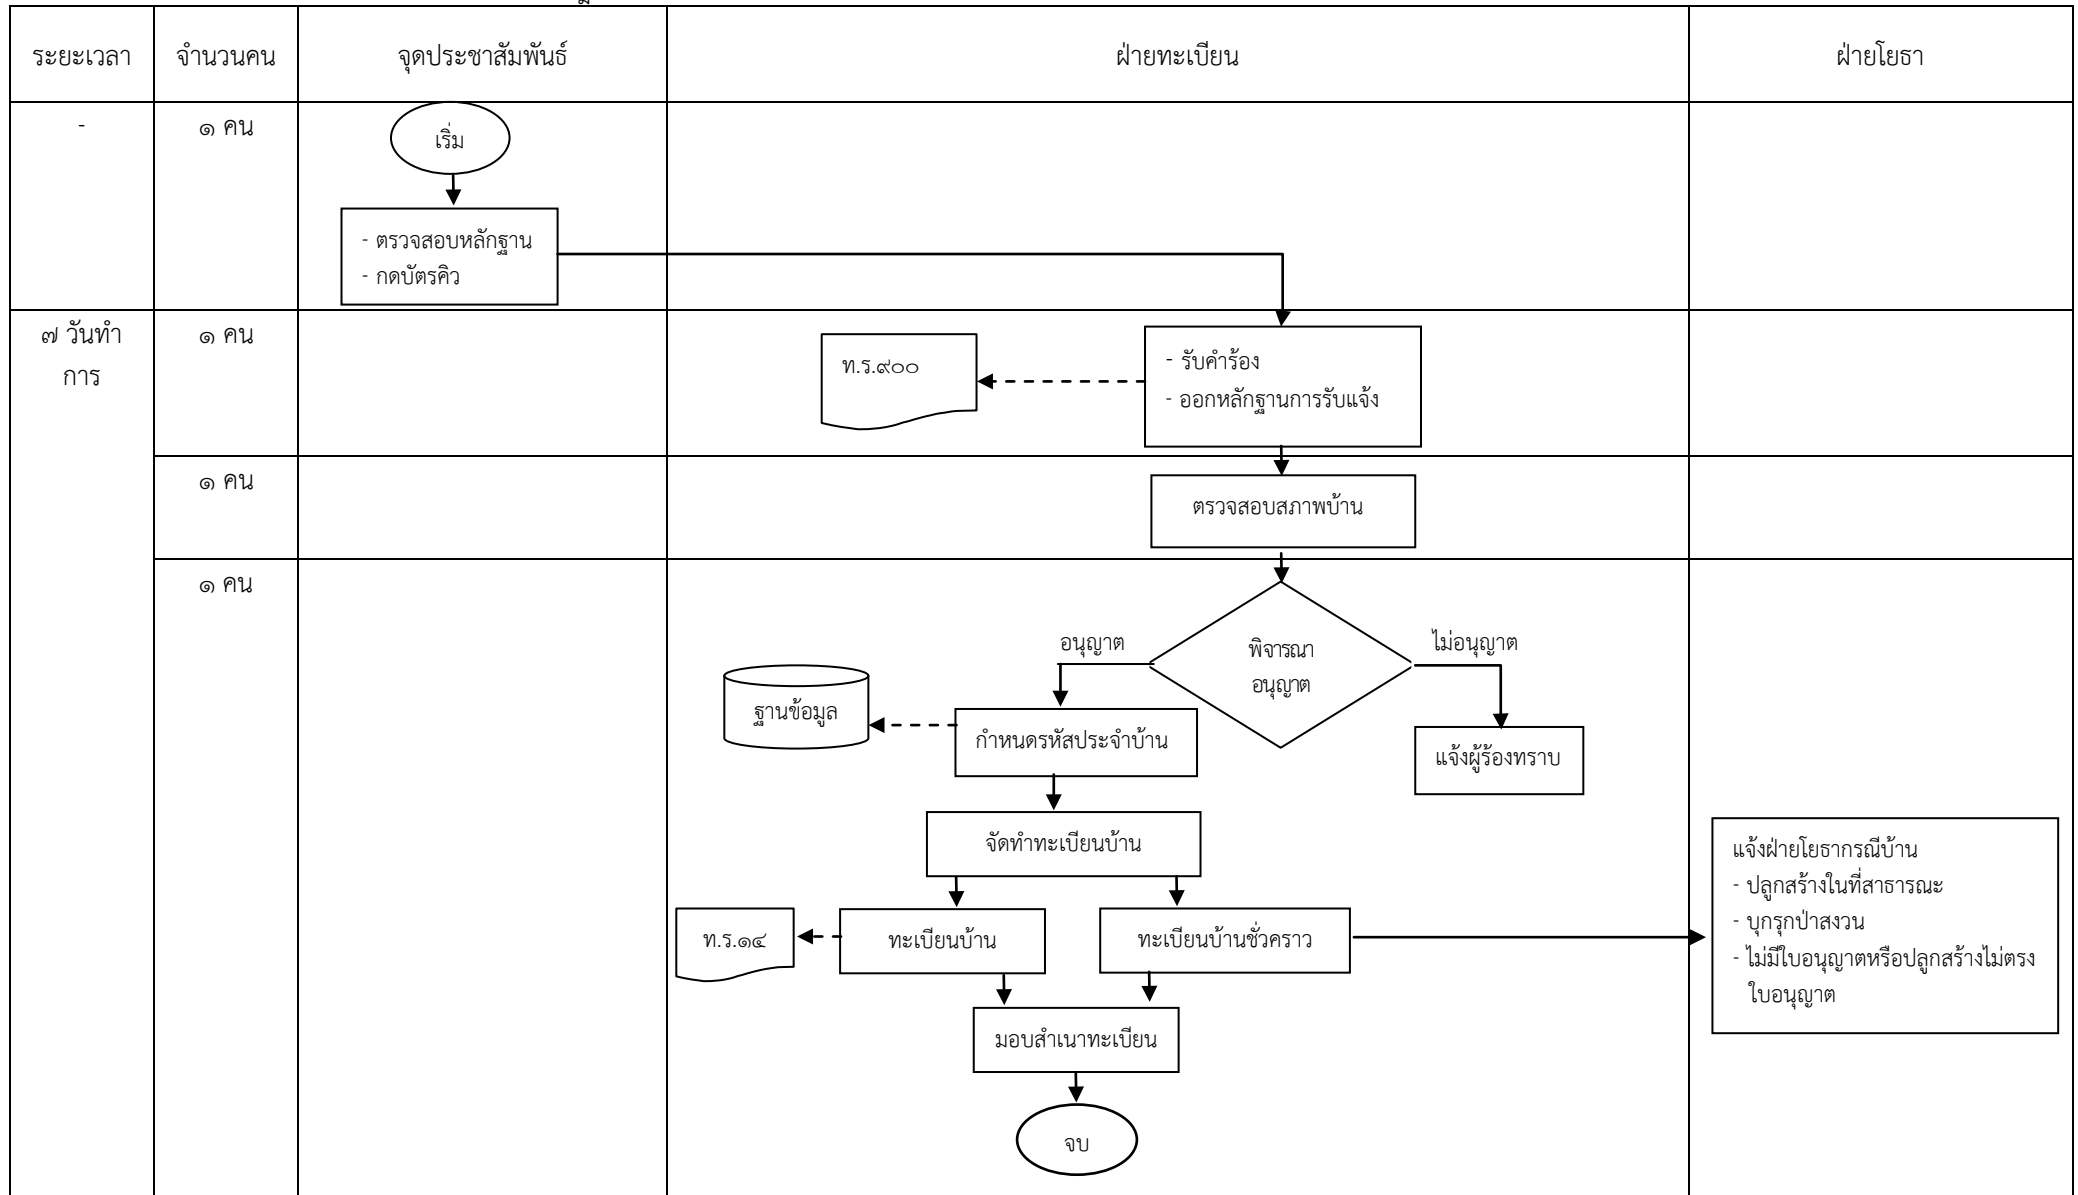 ระยะเวลา
จำนวนคน
จุดประชาสัมพันธ์
ฝ่ายทะเบียน
ฝ่ายโยธา
-
๑ คน
เริ่ม
- ตรวจสอบหลักฐาน
- กดบัตรคิว
๗ วันทำ
การ
๑ คน
ท.ร.๙๐๐
- รับคำร้อง
- ออกหลักฐานการรับแจ้ง
๑ คน
ตรวจสอบสภาพบ้าน
๑ คน
อนุญาต
พิจารณา
อนุญาต
ไม่อนุญาต
ฐานข้อมูล
กำหนดรหัสประจำบ้าน
แจ้งผู้ร้องทราบ
จัดทำทะเบียนบ้าน
ท.ร.๑๔
ทะเบียนบ้าน
ทะเบียนบ้านชั่วคราว
แจ้งฝ่ายโยธากรณีบ้าน
- ปลูกสร้างในที่สาธารณะ
- บุกรุกป่าสงวน
- ไม่มีใบอนุญาตหรือปลูกสร้างไม่ตรง
ใบอนุญาต
มอบสำเนาทะเบียน
จบ